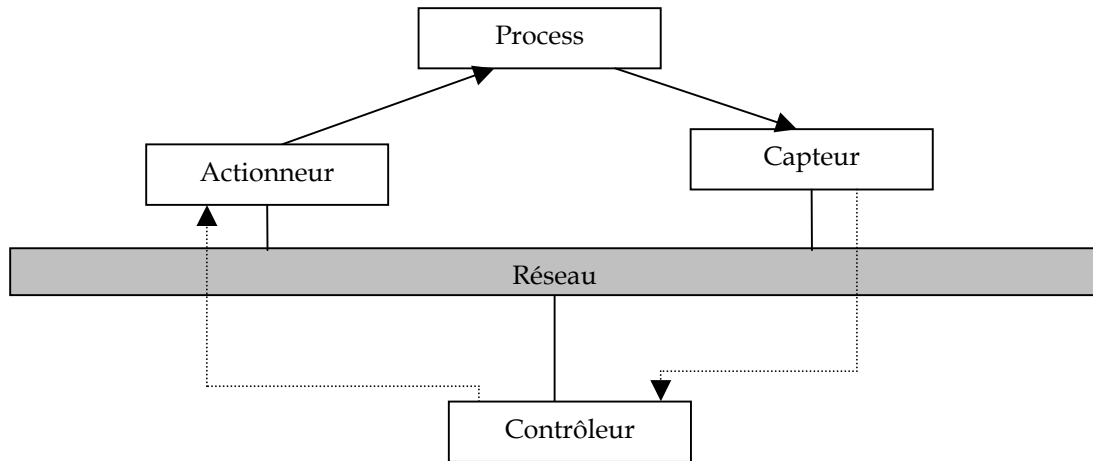 Process
Actionneur
Capteur
Réseau
Contrôleur